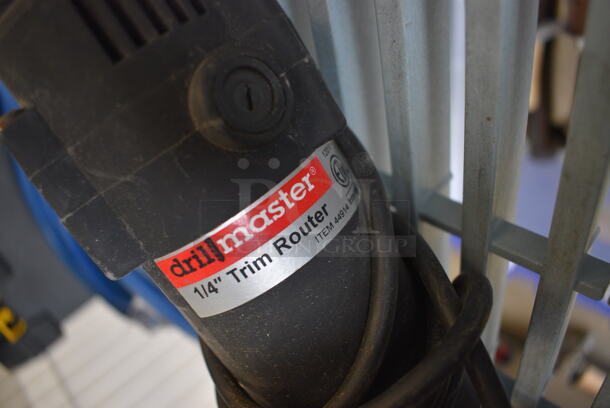 drillmaster®
1/4" Trim Router
ITEM 44914